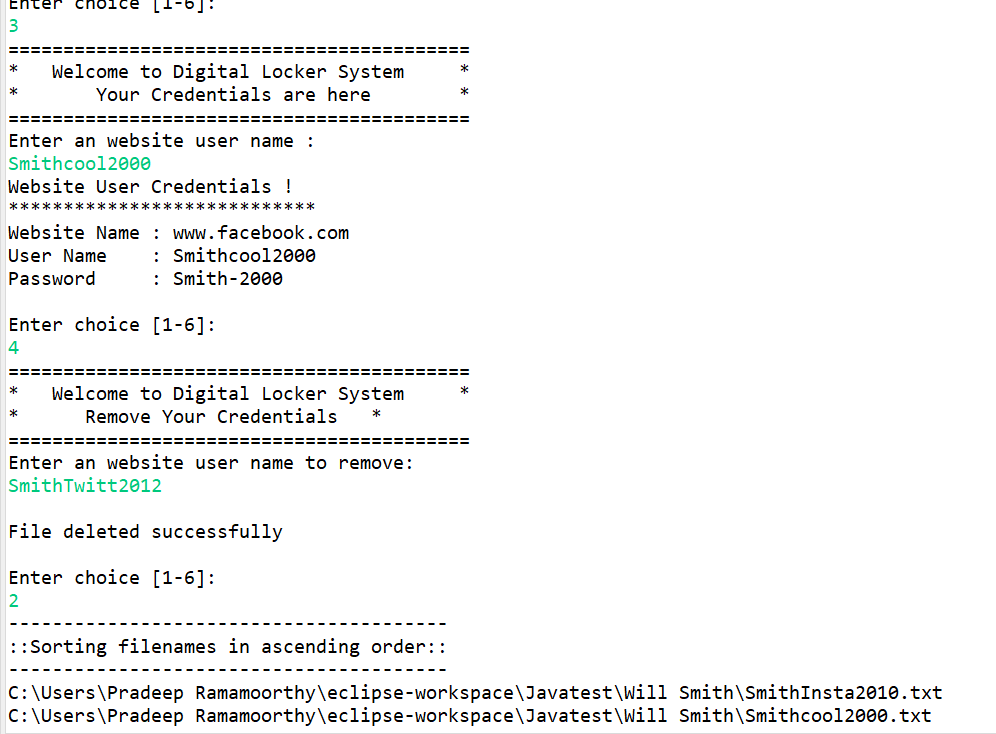 Enter choice [1-6]:
3
==========================================
*   Welcome to Digital Locker System     *
*       Your Credentials are here        *
==========================================
Enter an website user name :
Smithcool2000
Website User Credentials !
****************************
Website Name : www.facebook.com
User Name    : Smithcool2000
Password     : Smith-2000

Enter choice [1-6]:
4
==========================================
*   Welcome to Digital Locker System     *
*      Remove Your Credentials   *
==========================================
Enter an website user name to remove:
SmithTwitt2012

File deleted successfully

Enter choice [1-6]:
2
----------------------------------------
::Sorting filenames in ascending order::
----------------------------------------
C:\Users\Pradeep Ramamoorthy\eclipse-workspace\Javatest\Will Smith\SmithInsta2010.txt
C:\Users\Pradeep Ramamoorthy\eclipse-workspace\Javatest\Will Smith\Smithcool2000.txt